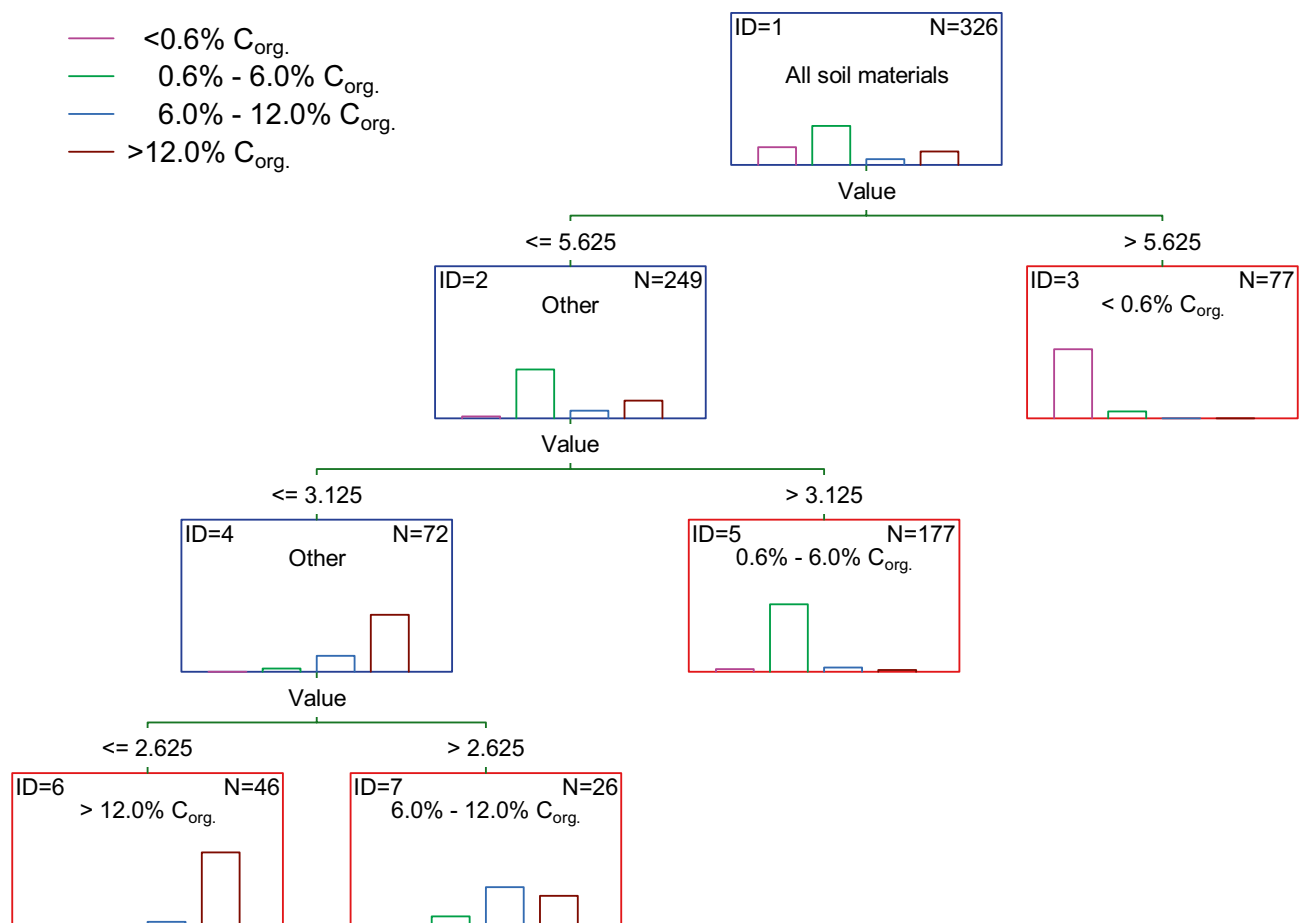 <0.6% Corg.
0.6% - 6.0% Corg.
6.0% - 12.0% Corg.
>12.0% Corg.
ID=1 N=326
All soil materials
Value
<= 5.625 > 5.625
ID=2 N=249
Other
ID=3 N=77
< 0.6% Corg.
Value
<= 3.125 > 3.125
ID=4 N=72
Other
ID=5 N=177
0.6% - 6.0% Corg.
Value
<= 2.625 > 2.625
ID=6 N=46
> 12.0% Corg.
ID=7 N=26
6.0% - 12.0% Corg.